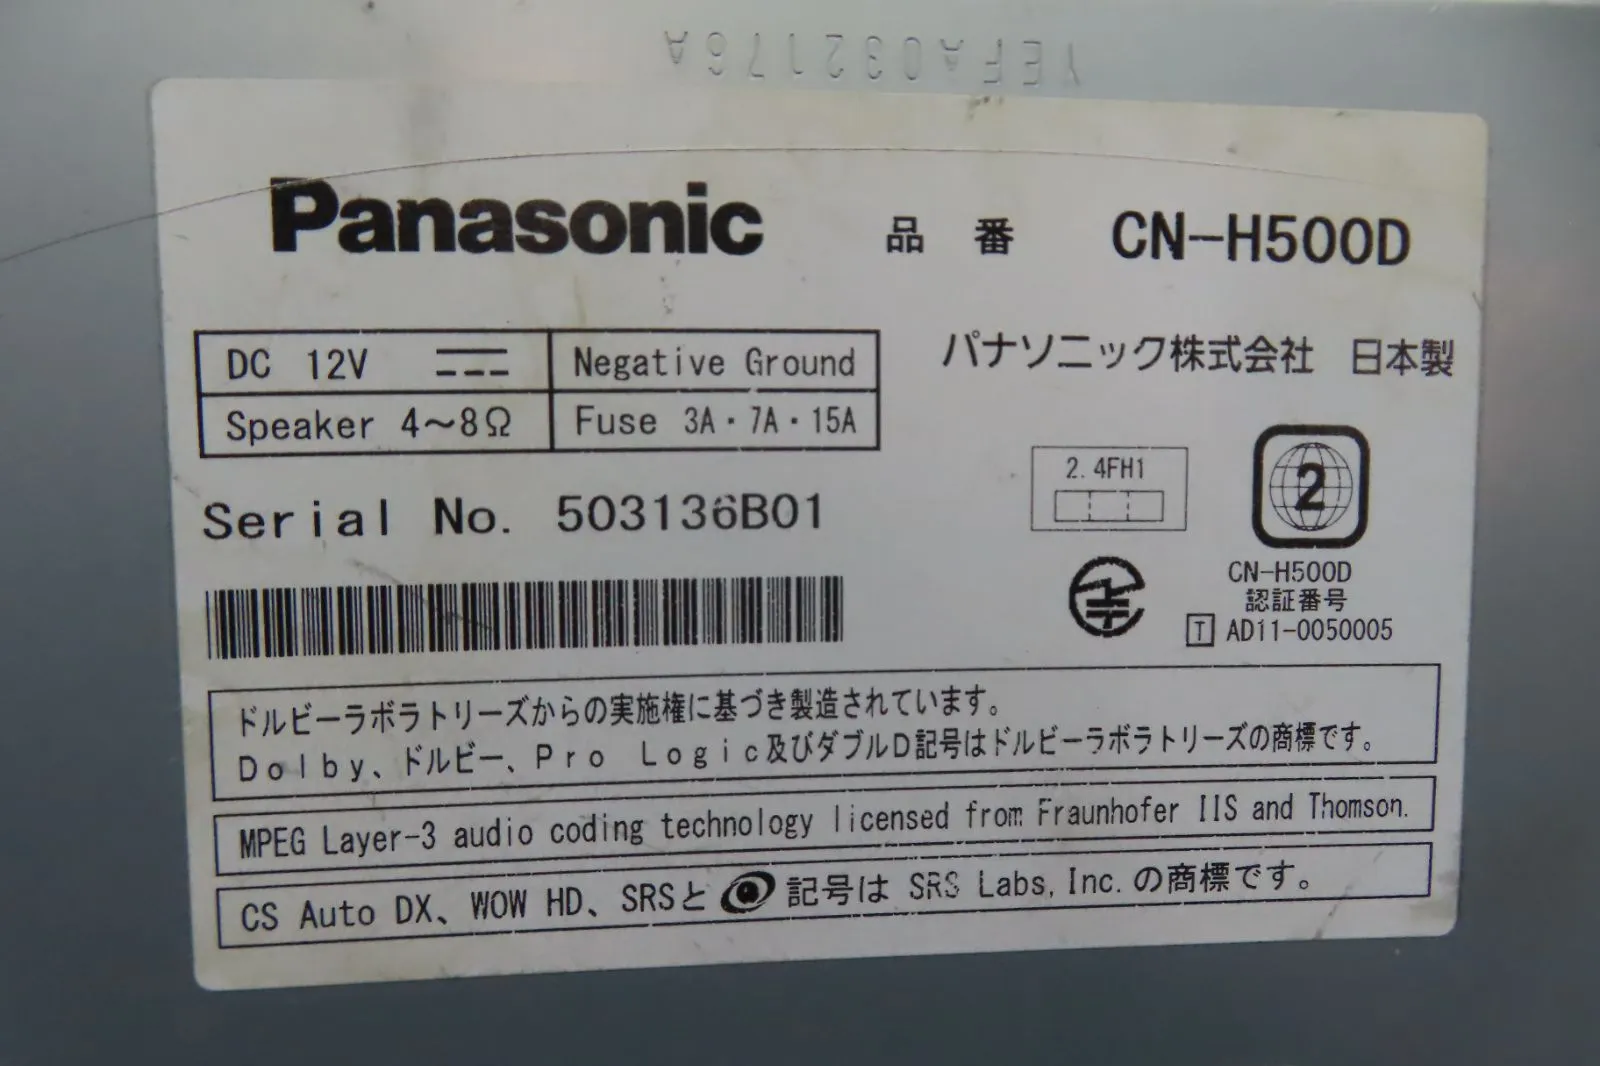 YEFA032176A
Panasonic 品番 CN-H500D
DC 12V Negative Ground
Speaker 4～8Ω Fuse 3A・7A・15A
パナソニック株式会社 日本製
Serial No. 503136B01
2.4FH1
2
CN-H500D
認証番号
T AD11-0050005
ドルビーラボラトリーズからの実施権に基づき製造されています。
Dolby、ドルビー、Pro Logic及びダブルD記号はドルビーラボラトリーズの商標です。
MPEG Layer-3 audio coding technology licensed from Fraunhofer IIS and Thomson.
CS Auto DX、WOW HD、SRSと 記号は SRS Labs,Inc.の商標です。